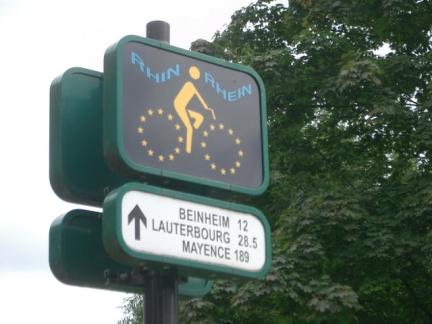 RHIN RHEIN
BEINHEIM 12
LAUTERBOURG 28.5
MAYENCE 189